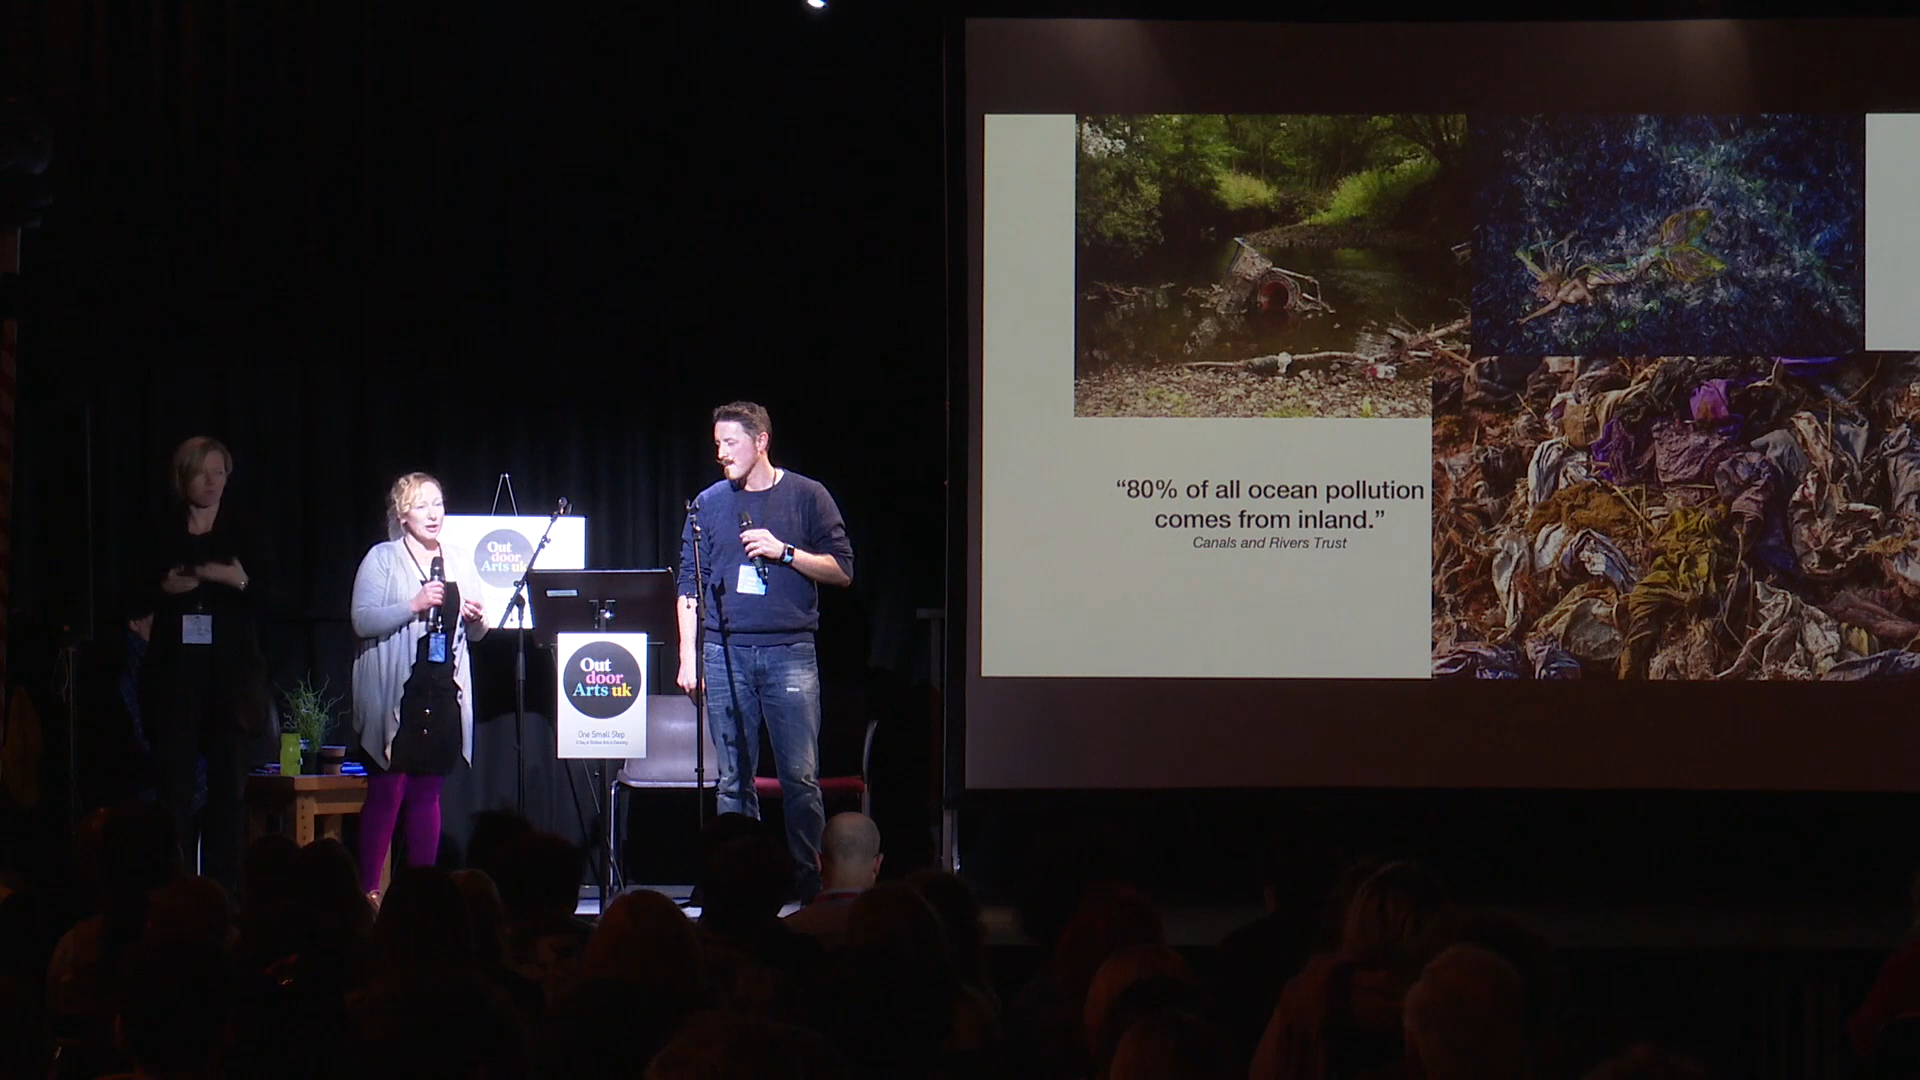 Out
door
Arts uk
Out
door
Arts uk
One Small Step
“80% of all ocean pollution
comes from inland.”
Canals and Rivers Trust